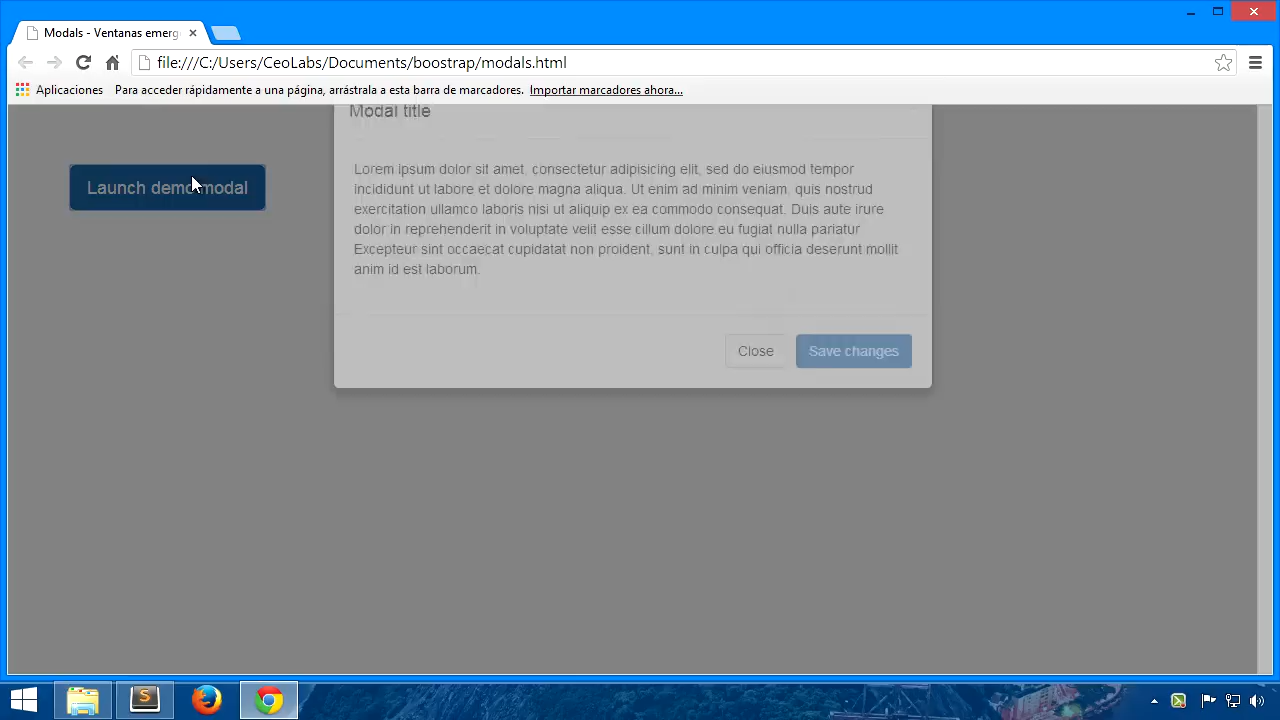 Modals - Ventanas emerg
file:///C:/Users/CeoLabs/Documents/boostrap/modals.html
Aplicaciones Para acceder rápidamente a una página, arrástrala a esta barra de marcadores. Importar marcadores ahora...
Modal title
Launch demo modal
Lorem ipsum dolor sit amet, consectetur adipisicing elit, sed do eiusmod tempor
incididunt ut labore et dolore magna aliqua. Ut enim ad minim veniam, quis nostrud
exercitation ullamco laboris nisi ut aliquip ex ea commodo consequat. Duis aute irure
dolor in reprehenderit in voluptate velit esse cillum dolore eu fugiat nulla pariatur
Excepteur sint occaecat cupidatat non proident, sunt in culpa qui officia deserunt mollit
anim id est laborum.
Close Save changes